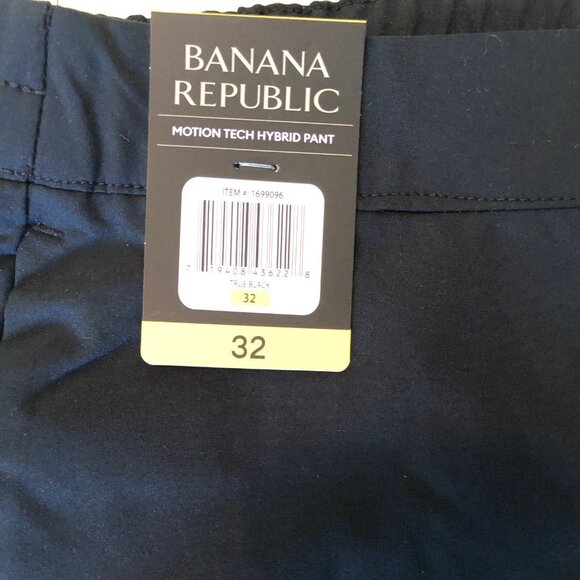 BANANA
REPUBLIC
MOTION TECH HYBRID PANT
ITEM #: 1699096
7 19408 43622 8
TRUE BLACK
32
32